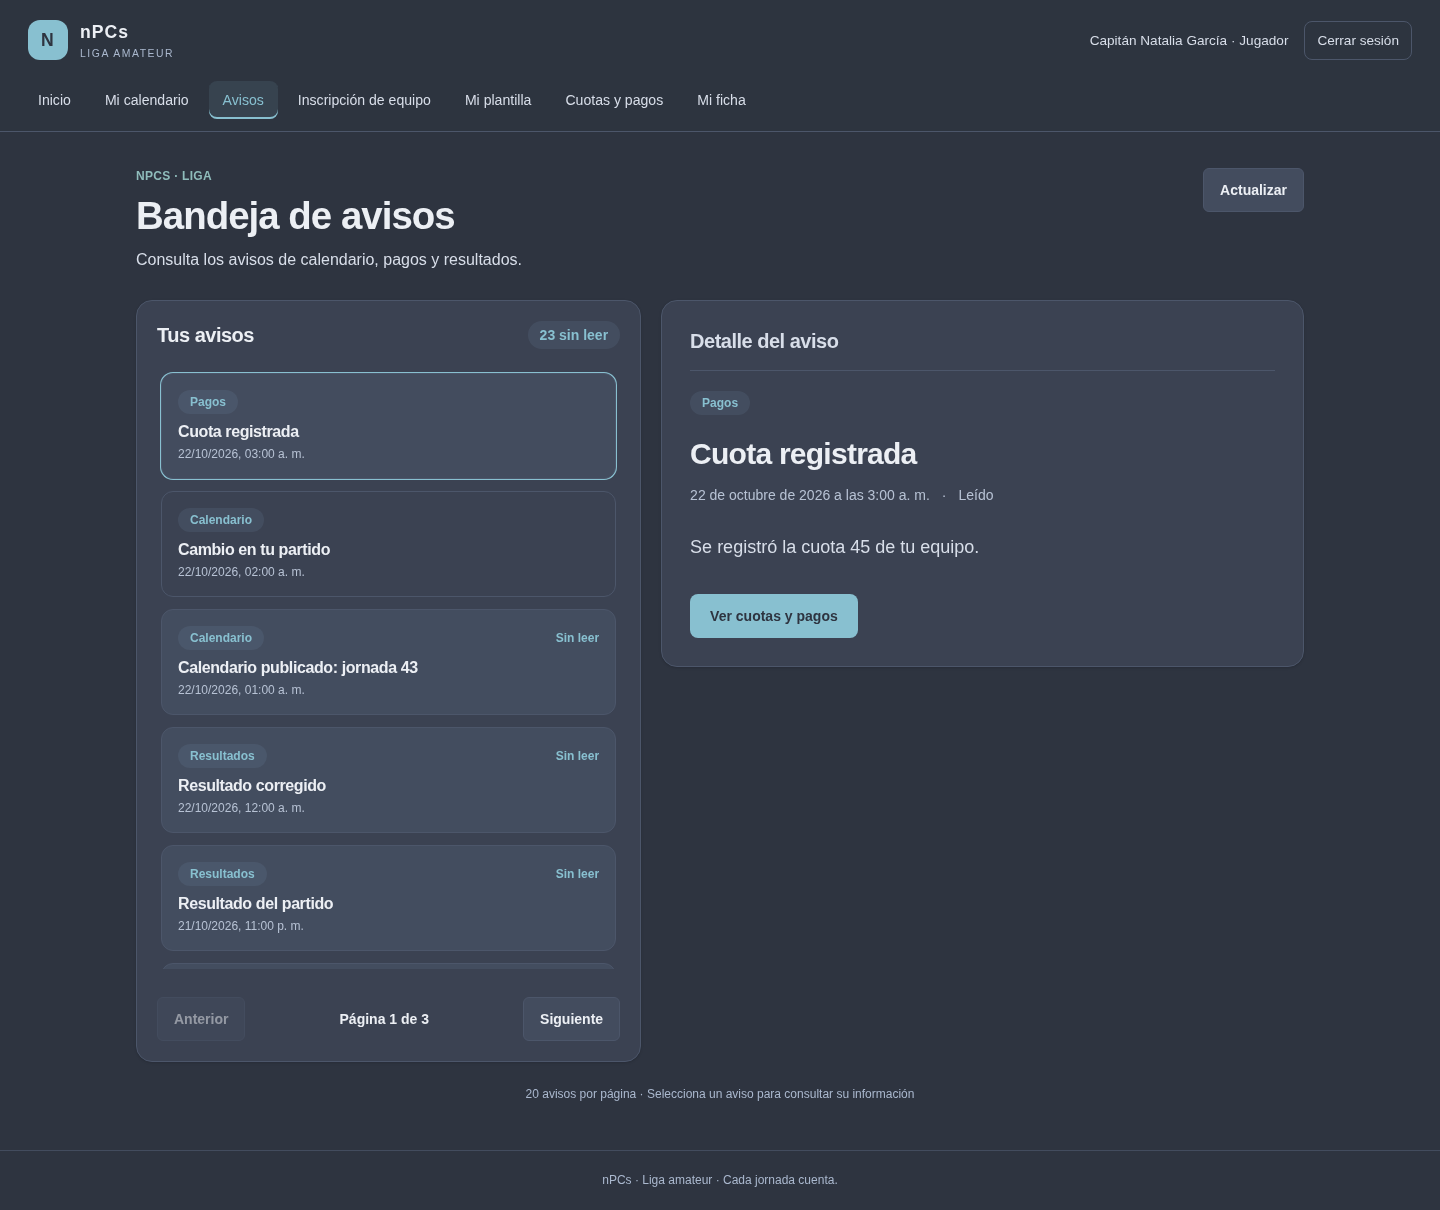 N
nPCs
LIGA AMATEUR
Capitán Natalia García · Jugador
Cerrar sesión
Inicio
Mi calendario
Avisos
Inscripción de equipo
Mi plantilla
Cuotas y pagos
Mi ficha
NPCS · LIGA
Bandeja de avisos
Consulta los avisos de calendario, pagos y resultados.
Actualizar
Tus avisos
23 sin leer
Pagos
Cuota registrada
22/10/2026, 03:00 a. m.
Calendario
Cambio en tu partido
22/10/2026, 02:00 a. m.
Calendario
Sin leer
Calendario publicado: jornada 43
22/10/2026, 01:00 a. m.
Resultados
Sin leer
Resultado corregido
22/10/2026, 12:00 a. m.
Resultados
Sin leer
Resultado del partido
21/10/2026, 11:00 p. m.
Anterior
Página 1 de 3
Siguiente
Detalle del aviso
Pagos
Cuota registrada
22 de octubre de 2026 a las 3:00 a. m. · Leído
Se registró la cuota 45 de tu equipo.
Ver cuotas y pagos
20 avisos por página · Selecciona un aviso para consultar su información
nPCs · Liga amateur · Cada jornada cuenta.